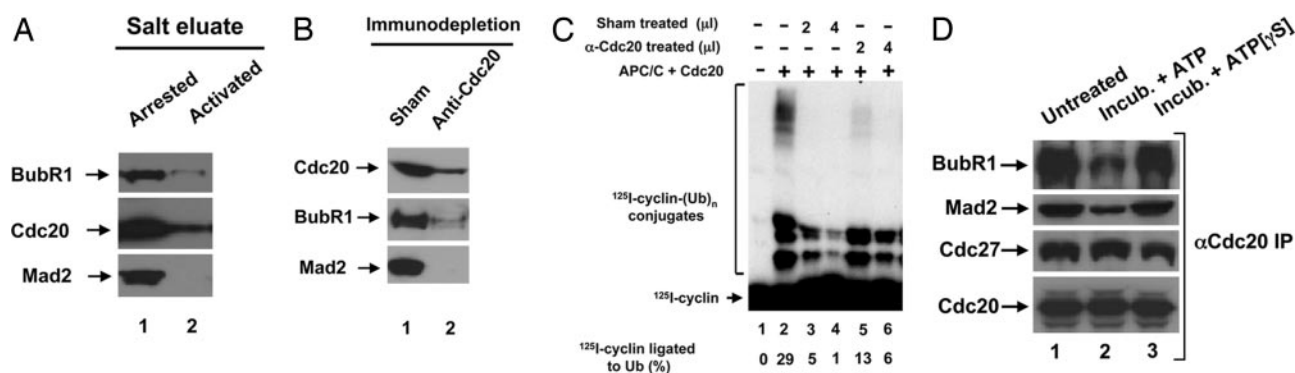 A
Salt eluate
Arrested
Activated
BubR1
Cdc20
Mad2
1 2
B
Immunodepletion
Sham
Anti-Cdc20
Cdc20
BubR1
Mad2
1 2
C
Sham treated (μl) – – 2 4 – –
α-Cdc20 treated (μl) – – – – 2 4
APC/C + Cdc20 – + + + + +
125I-cyclin-(Ub)n
conjugates
125I-cyclin
1 2 3 4 5 6
125I-cyclin ligated
to Ub (%)
0 29 5 1 13 6
D
Untreated
Incub. + ATP
Incub. + ATP[γS]
BubR1
Mad2
Cdc27
Cdc20
αCdc20 IP
1 2 3